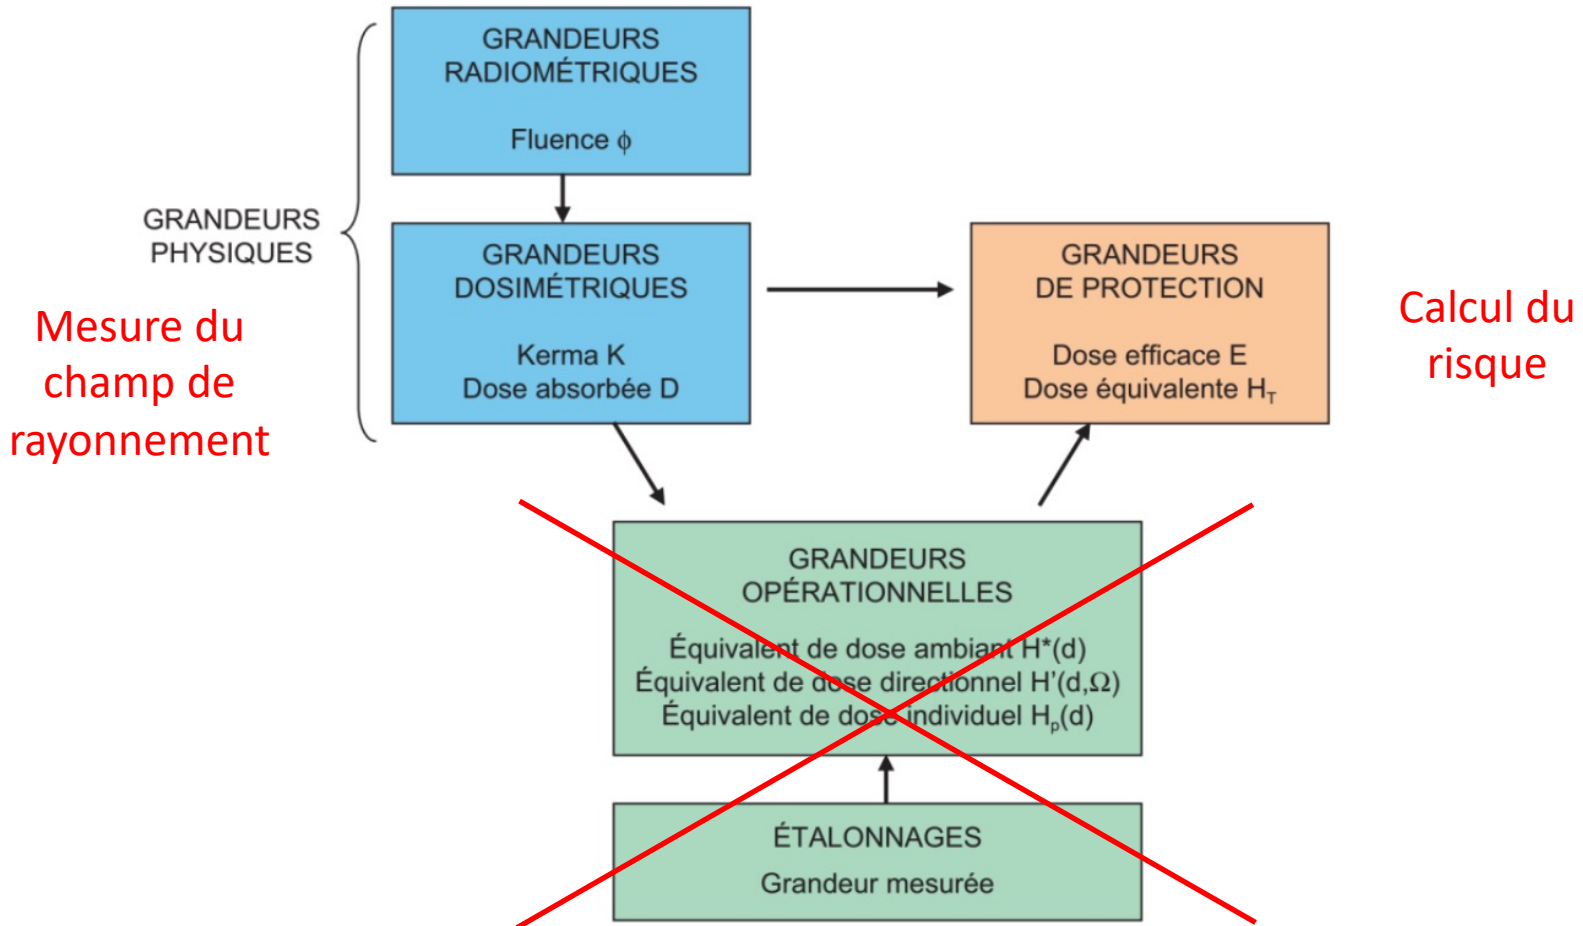 GRANDEURS
RADIOMÉTRIQUES
Fluence ϕ
GRANDEURS
PHYSIQUES
GRANDEURS
DOSIMÉTRIQUES
Kerma K
Dose absorbée D
GRANDEURS
DE PROTECTION
Dose efficace E
Dose équivalente H_T
Mesure du
champ de
rayonnement
Calcul du
risque
GRANDEURS
OPÉRATIONNELLES
Équivalent de dose ambiant H*(d)
Équivalent de dose directionnel H'(d,Ω)
Équivalent de dose individuel H_p(d)
ÉTALONNAGES
Grandeur mesurée